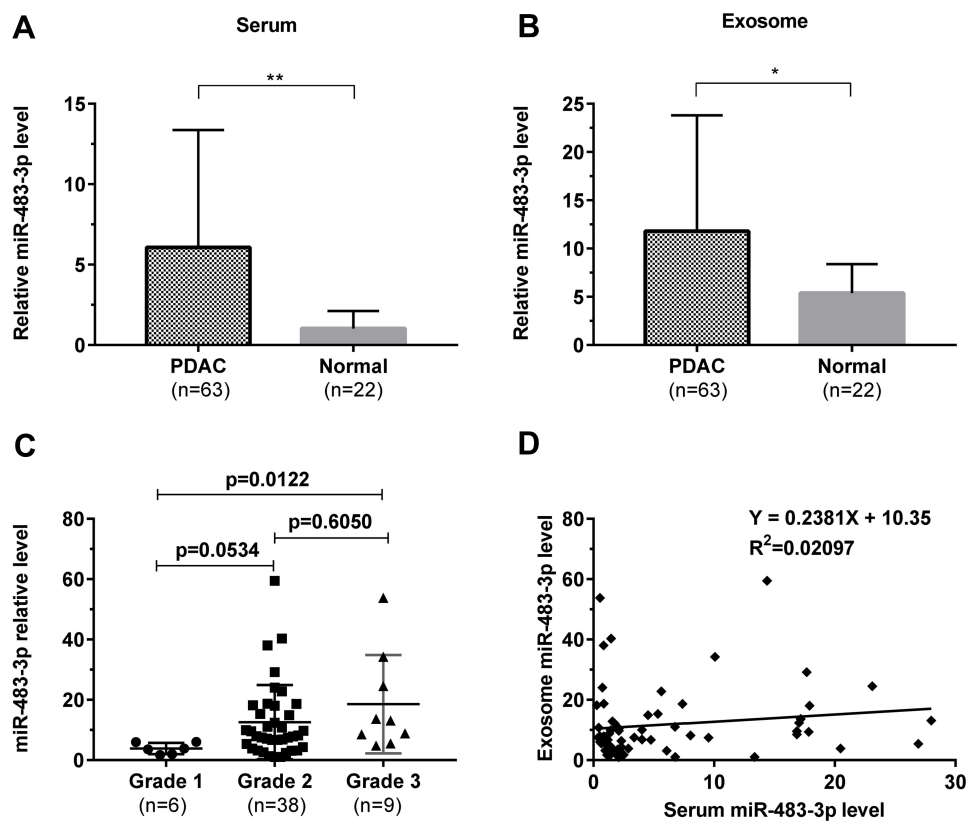 A
Serum
**
Relative miR-483-3p level
15
10
5
0
PDAC
(n=63)
Normal
(n=22)
B
Exosome
*
Relative miR-483-3p level
25
20
15
10
5
0
PDAC
(n=63)
Normal
(n=22)
C
p=0.0122
p=0.6050
p=0.0534
miR-483-3p relative level
80
60
40
20
0
Grade 1
(n=6)
Grade 2
(n=38)
Grade 3
(n=9)
D
Y = 0.2381X + 10.35
R²=0.02097
Exosome miR-483-3p level
80
60
40
20
0
0 10 20 30
Serum miR-483-3p level